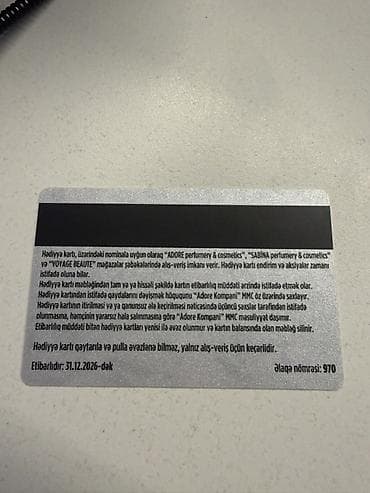 Hədiyyə kartı, üzərindəki nominala uyğun olaraq "ADORE perfumery & cosmetics", "SABİNA perfumery & cosmetics"
və "VOYAGE BEAUTE" mağazalar şəbəkələrində alış-veriş imkanı verir. Hədiyyə kartı endirim və aksiyalar zamanı
istifadə oluna bilər.
Hədiyyə kartı məbləğindən tam və ya hissəli şəkildə kartın etibarlılıq müddəti ərzində istifadə etmək olar.
Hədiyyə kartından istifadə qaydalarını dəyişmək hüququnu "Adore Kompani" MMC öz üzərində saxlayır.
Hədiyyə kartının itirilməsi və ya qanunsuz ələ keçirilməsi nəticəsində üçüncü şəxslər tərəfindən istifadə
olunmasına, həmçinin yararsız hala salınmasına görə "Adore Kompani" MMC məsuliyyət daşımır.
Etibarlılıq müddəti bitən hədiyyə kartları yenisi ilə əvəz olunmur və kartın balansında olan məbləğ silinir.
Hədiyyə kartı qaytarıla və pulla əvəzlənə bilməz, yalnız alış-veriş üçün keçərlidir.
Etibarlıdır: 31.12.2026-dək
Əlaqə nömrəsi: 970